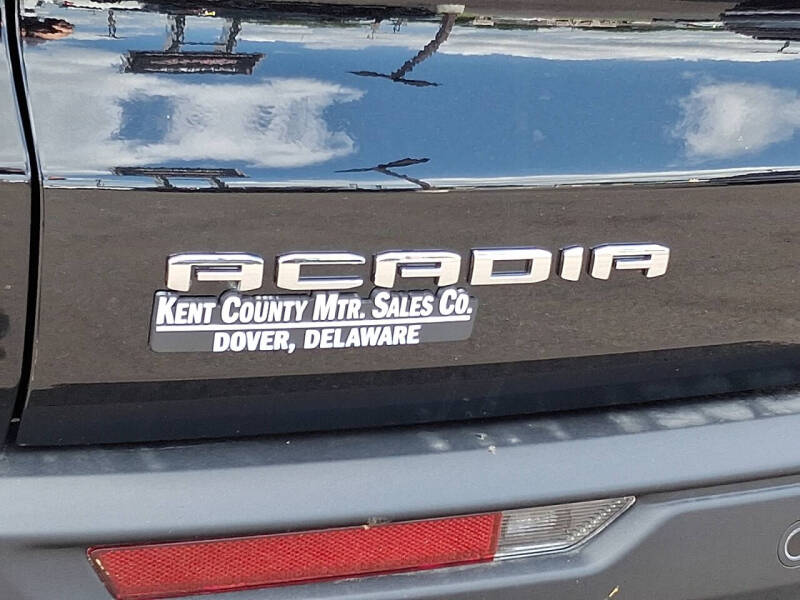 ACADIA
KENT COUNTY MTR. SALES CO.
DOVER, DELAWARE